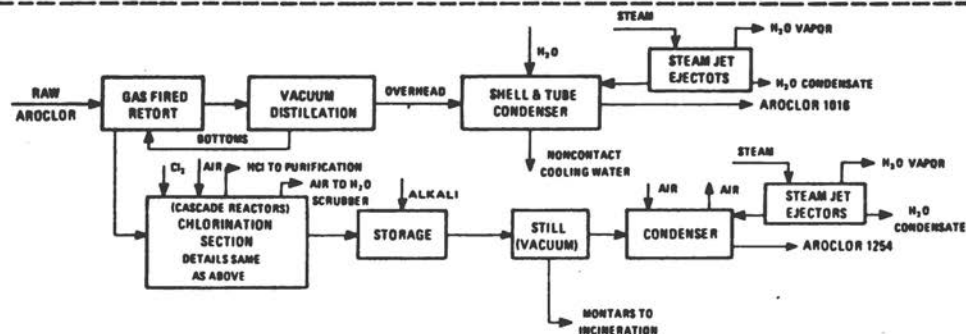 STEAM
H₂O VAPOR
H₂O
STEAM JET
EJECTOTS
H₂O CONDENSATE
RAW
AROCLOR
GAS FIRED
RETORT
VACUUM
DISTILCATION
OVERHEAD
SHELL & TUBE
CONDENSER
AROCLOR 1016
BOTTOMS
NONCONTACT
COOLING WATER
Cl₂
AIR
HCl TO PURIFICATION
AIR TO H₂O
SCRUBBER
(CASCADE REACTORS)
CHLORINATION
SECTION
DETAILS SAME
AS ABOVE
ALKALI
STORAGE
STILL
(VACUUM)
AIR
AIR
CONDENSER
STEAM
H₂O VAPOR
STEAM JET
EJECTORS
H₂O
CONDENSATE
AROCLOR 1254
MONTARS TO
INCINERATION